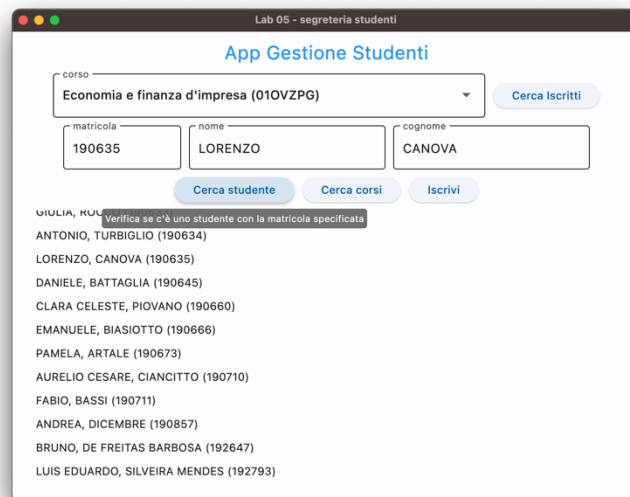 Lab 05 - segreteria studenti
App Gestione Studenti
corso
Economia e finanza d'impresa (01OVZPG)
Cerca Iscritti
matricola nome cognome
190635 LORENZO CANOVA
Cerca studente Cerca corsi Iscrivi
GIULIA, ROCCO
Verifica se c'è uno studente con la matricola specificata
ANTONIO, TURBIGLIO (190634)
LORENZO, CANOVA (190635)
DANIELE, BATTAGLIA (190645)
CLARA CELESTE, PIOVANO (190660)
EMANUELE, BIASIOTTO (190666)
PAMELA, ARTALE (190673)
AURELIO CESARE, CIANCITTO (190710)
FABIO, BASSI (190711)
ANDREA, DICEMBRE (190857)
BRUNO, DE FREITAS BARBOSA (192647)
LUIS EDUARDO, SILVEIRA MENDES (192793)